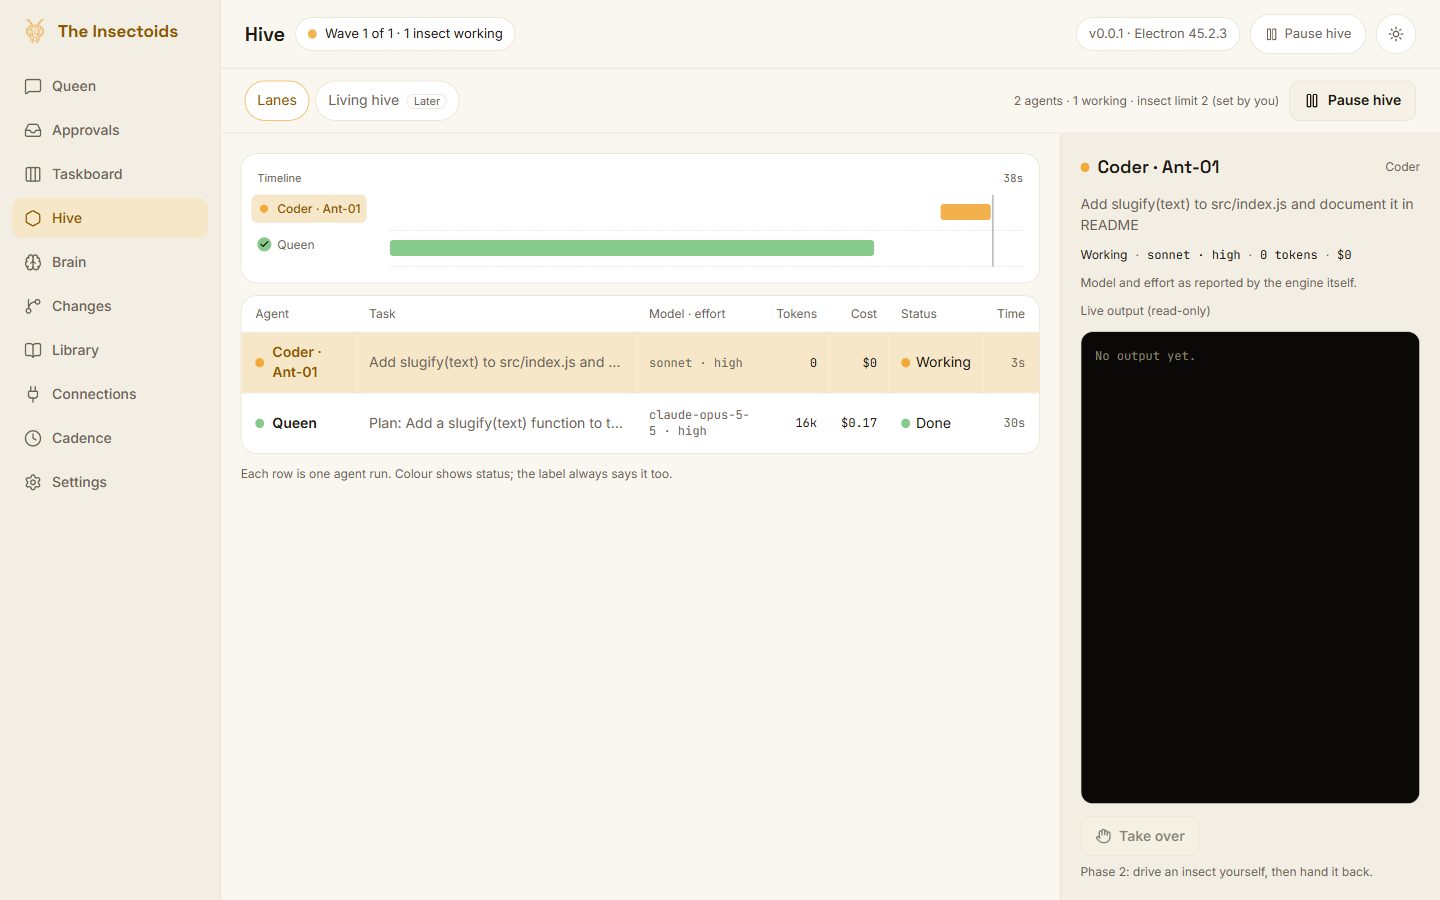 The Insectoids
Queen
Approvals
Taskboard
Hive
Brain
Changes
Library
Connections
Cadence
Settings
Hive
Wave 1 of 1 · 1 insect working
v0.0.1 · Electron 45.2.3
Pause hive
Lanes
Living hive Later
2 agents · 1 working · insect limit 2 (set by you)
Pause hive
Timeline
38s
Coder · Ant-01
Queen
Agent Task Model · effort Tokens Cost Status Time
Coder · Ant-01 Add slugify(text) to src/index.js and ... sonnet · high 0 $0 Working 3s
Queen Plan: Add a slugify(text) function to t... claude-opus-5-5 · high 16k $0.17 Done 30s
Each row is one agent run. Colour shows status; the label always says it too.
Coder · Ant-01
Coder
Add slugify(text) to src/index.js and document it in
README
Working · sonnet · high · 0 tokens · $0
Model and effort as reported by the engine itself.
Live output (read-only)
No output yet.
Take over
Phase 2: drive an insect yourself, then hand it back.